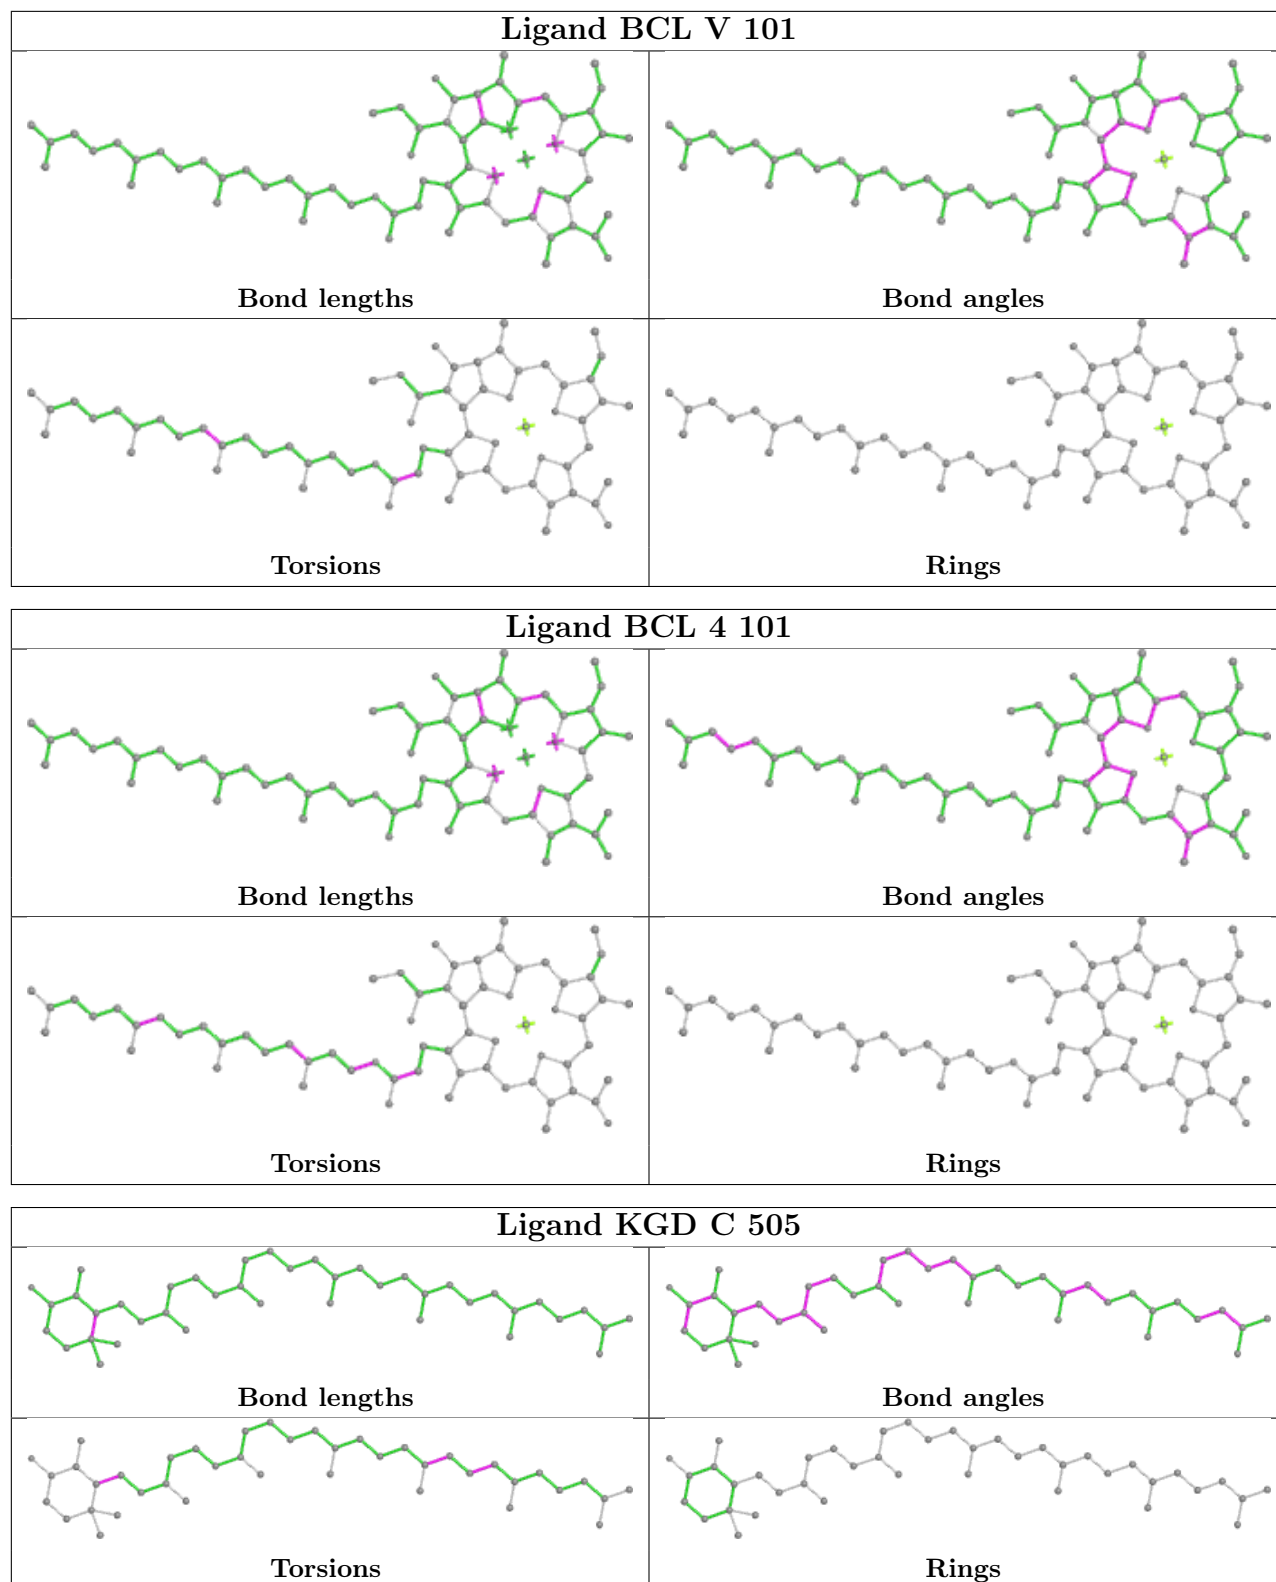 Ligand BCL V 101
Bond lengths
Bond angles
Torsions
Rings
Ligand BCL 4 101
Bond lengths
Bond angles
Torsions
Rings
Ligand KGD C 505
Bond lengths
Bond angles
Torsions
Rings